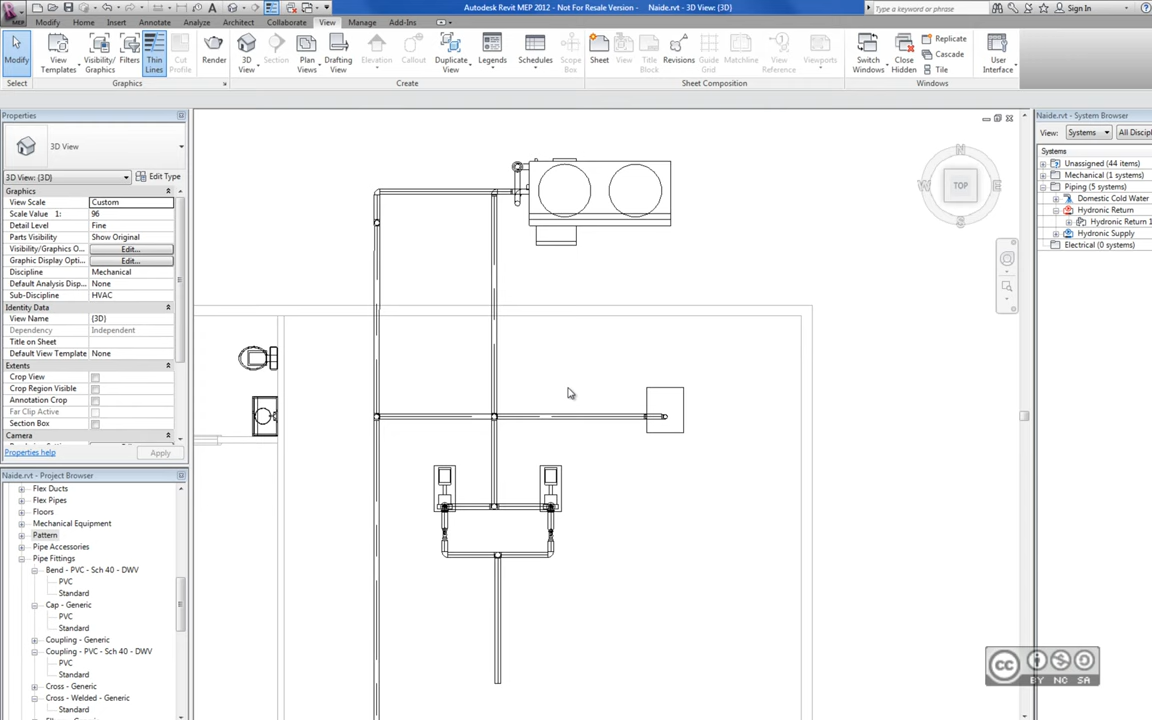 Autodesk Revit MEP 2012 - Not For Resale Version -    Naide.rvt - 3D View: {3D}
Type a keyword or phrase
Sign In
MEP
Modify Home Insert Annotate Analyze Architect Collaborate View Manage Add-Ins
Modify
View Templates
Visibility/ Graphics
Filters
Thin Lines
Cut Profile
Render
3D View
Section
Plan Views
Drafting View
Elevation
Callout
Duplicate View
Legends
Schedules
Scope Box
Sheet
View
Title Block
Revisions
Guide Grid
Matchline
View Reference
Viewports
Switch Windows
Close Hidden
Replicate
Cascade
Tile
User Interface
Select Graphics Create Sheet Composition Windows
Properties
3D View
3D View: {3D} Edit Type
Graphics
View Scale Custom
Scale Value 1: 96
Detail Level Fine
Parts Visibility Show Original
Visibility/Graphics O... Edit...
Graphic Display Opti... Edit...
Discipline Mechanical
Default Analysis Disp... None
Sub-Discipline HVAC
Identity Data
View Name {3D}
Dependency Independent
Title on Sheet
Default View Template None
Extents
Crop View
Crop Region Visible
Annotation Crop
Far Clip Active
Section Box
Camera
Properties help Apply
Naide.rvt - Project Browser
Flex Ducts
Flex Pipes
Floors
Mechanical Equipment
Pattern
Pipe Accessories
Pipe Fittings
Bend - PVC - Sch 40 - DWV
PVC
Standard
Cap - Generic
PVC
Standard
Coupling - Generic
Coupling - PVC - Sch 40 - DWV
PVC
Standard
Cross - Generic
Cross - Welded - Generic
Standard
N
W TOP E
S
Naide.rvt - System Browser
View: Systems All Discipl
Systems
Unassigned (44 items)
Mechanical (1 systems)
Piping (5 systems)
Domestic Cold Water
Hydronic Return
Hydronic Return 1
Hydronic Supply
Electrical (0 systems)
cc
BY NC SA